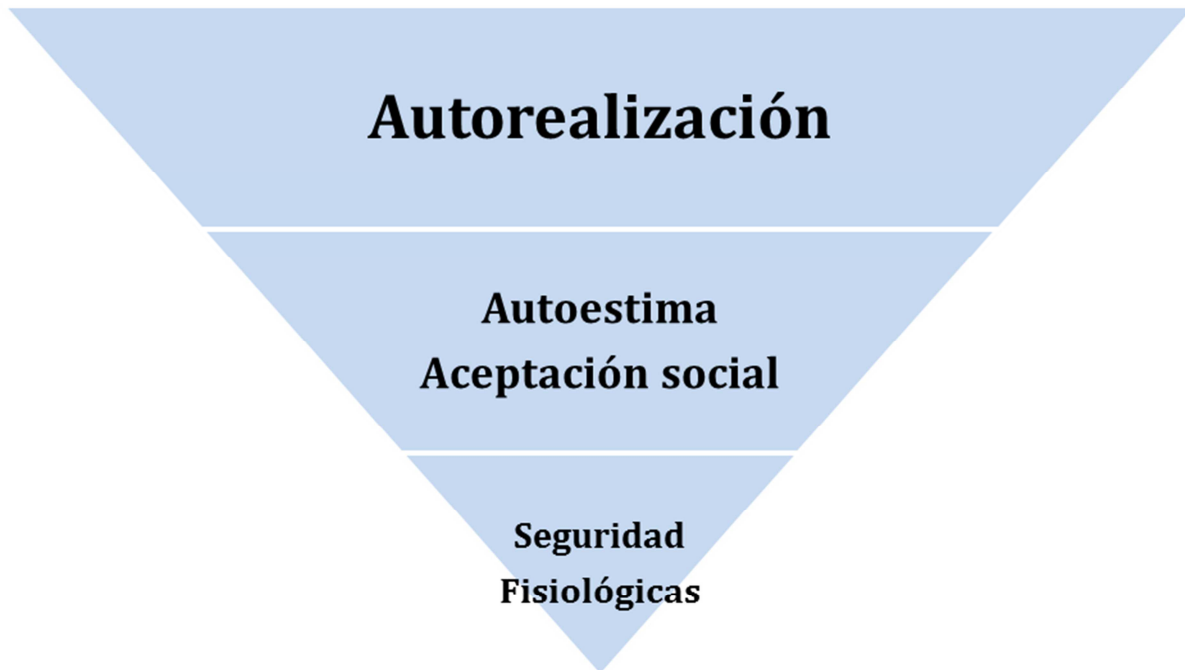 Autorealización
Autoestima
Aceptación social
Seguridad
Fisiológicas